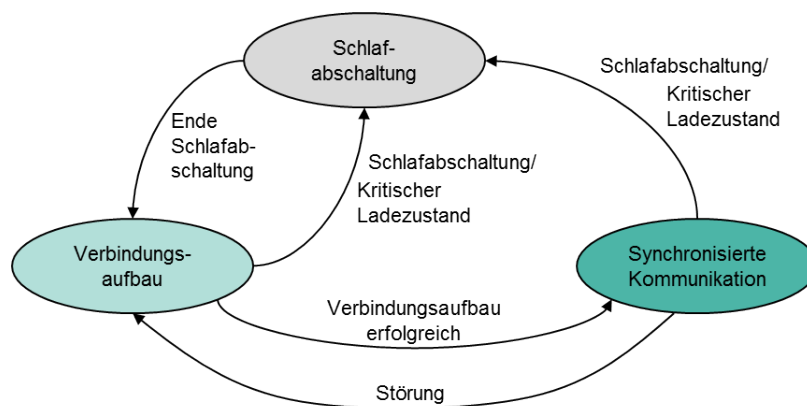 Schlaf-
abschaltung
Schlafabschaltung/
Kritischer
Ladezustand
Ende
Schlafab-
schaltung
Schlafabschaltung/
Kritischer
Ladezustand
Verbindungs-
aufbau
Synchronisierte
Kommunikation
Verbindungsaufbau
erfolgreich
Störung